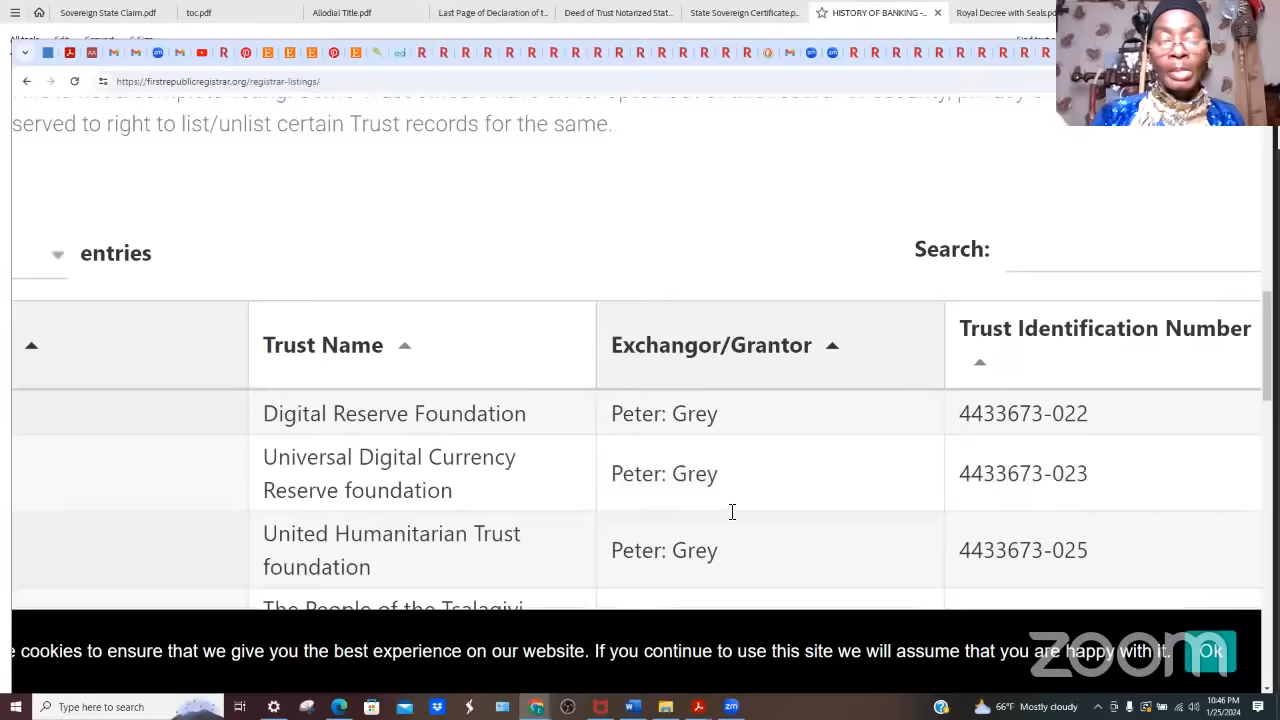 Sovereign State Claim.pdf
toc.pdf
Allodial Title.pdf
Last Page of Declaration of t...
Deed of Trust Notarized Stat...
State Sovereign Certificate.p...
HISTORY OF BANKING -...
Royal Decree with Seals.po
https://firstrepublicregistrar.org/registrar-listings/
served to right to list/unlist certain Trust records for the same.
entries
Search:
Trust Name
Exchangor/Grantor
Trust Identification Number
Digital Reserve Foundation
Peter: Grey
4433673-022
Universal Digital Currency
Reserve foundation
Peter: Grey
4433673-023
United Humanitarian Trust
foundation
Peter: Grey
4433673-025
The People of the Tsalagiyi
cookies to ensure that we give you the best experience on our website. If you continue to use this site we will assume that you are happy with it.
Ok
zoom
Type here to search
66°F Mostly cloudy
10:46 PM
1/25/2024